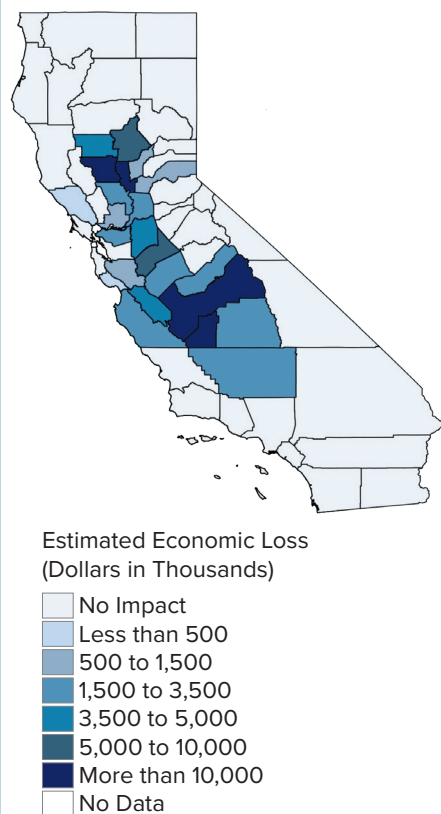 Estimated Economic Loss
(Dollars in Thousands)
No Impact
Less than 500
500 to 1,500
1,500 to 3,500
3,500 to 5,000
5,000 to 10,000
More than 10,000
No Data